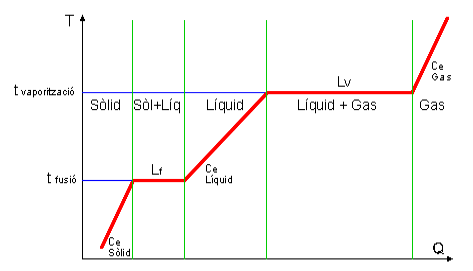 T
Ce
Gas
Lv
t vaporització
Sòlid Sòl+Líq Líquid Líquid + Gas Gas
Lf
Ce
Líquid
t fusió
Ce
Sòlid
Q